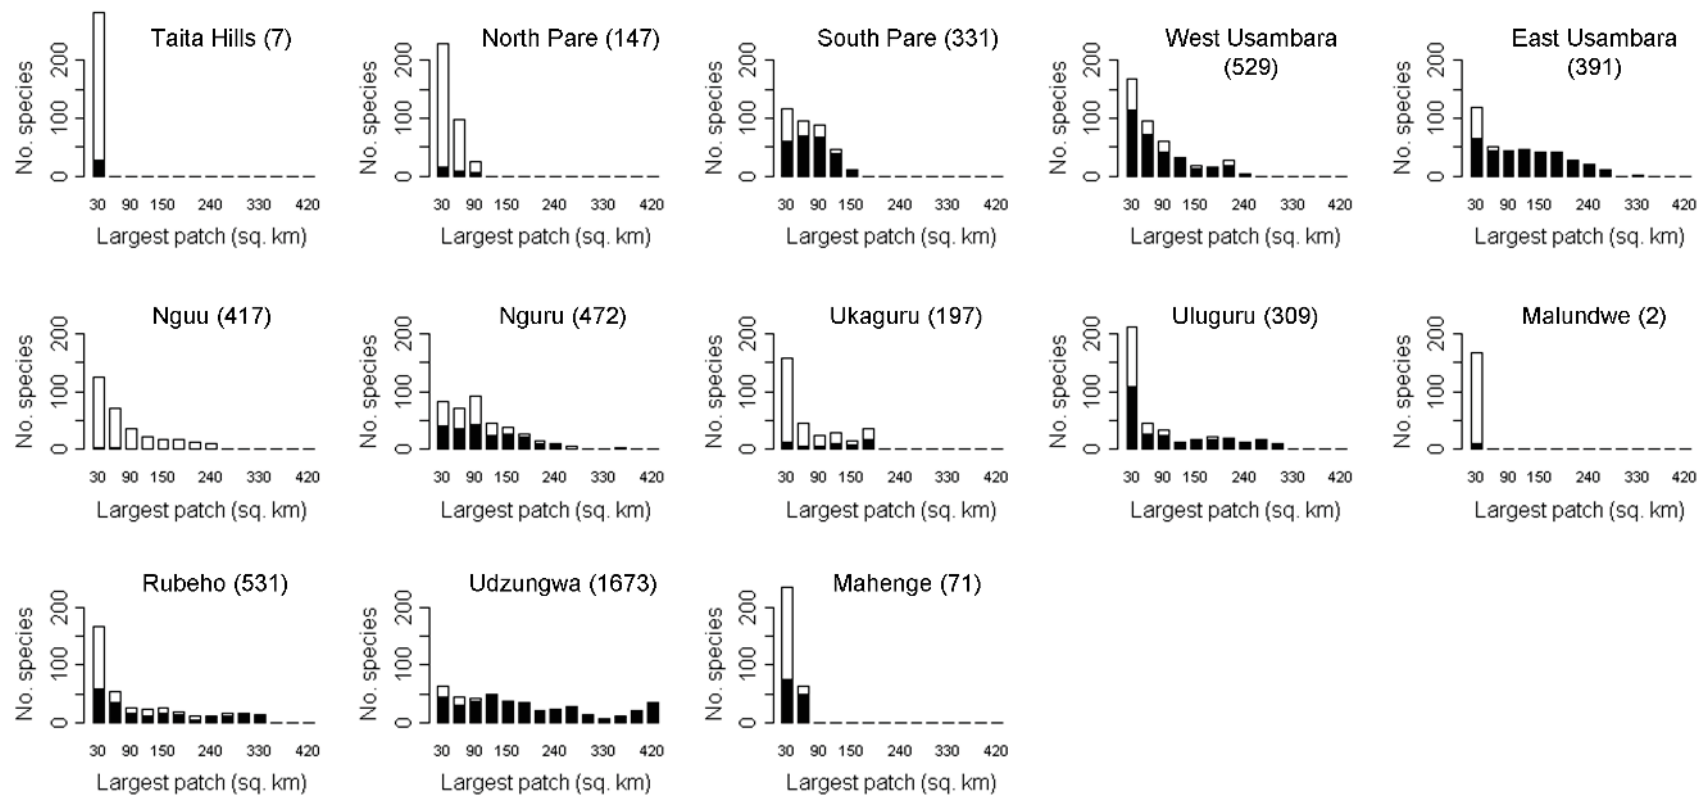 Taita Hills (7)
No. species
0 100 200
30 90 150 240 330 420
Largest patch (sq. km)
North Pare (147)
No. species
0 100 200
30 90 150 240 330 420
Largest patch (sq. km)
South Pare (331)
No. species
0 100 200
30 90 150 240 330 420
Largest patch (sq. km)
West Usambara
(529)
No. species
0 100 200
30 90 150 240 330 420
Largest patch (sq. km)
East Usambara
(391)
No. species
0 100 200
30 90 150 240 330 420
Largest patch (sq. km)
Nguu (417)
No. species
0 100 200
30 90 150 240 330 420
Largest patch (sq. km)
Nguru (472)
No. species
0 100 200
30 90 150 240 330 420
Largest patch (sq. km)
Ukaguru (197)
No. species
0 100 200
30 90 150 240 330 420
Largest patch (sq. km)
Uluguru (309)
No. species
0 100 200
30 90 150 240 330 420
Largest patch (sq. km)
Malundwe (2)
No. species
0 100 200
30 90 150 240 330 420
Largest patch (sq. km)
Rubeho (531)
No. species
0 100 200
30 90 150 240 330 420
Largest patch (sq. km)
Udzungwa (1673)
No. species
0 100 200
30 90 150 240 330 420
Largest patch (sq. km)
Mahenge (71)
No. species
0 100 200
30 90 150 240 330 420
Largest patch (sq. km)